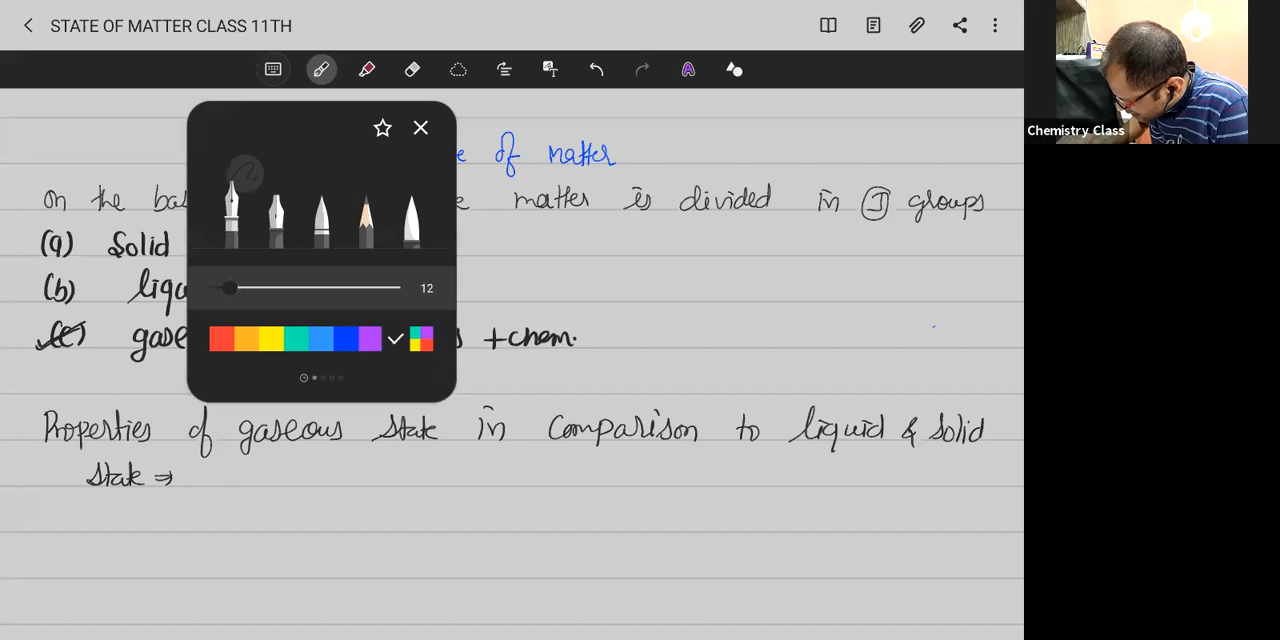 STATE OF MATTER CLASS 11TH
Chemistry Class
e of matter
On the bas e matter is divided in 3 groups
(a) Solid
(b) liqu
(c) gase s + chem.
12
Properties of gaseous state in Comparison to liquid & Solid
State ⇒